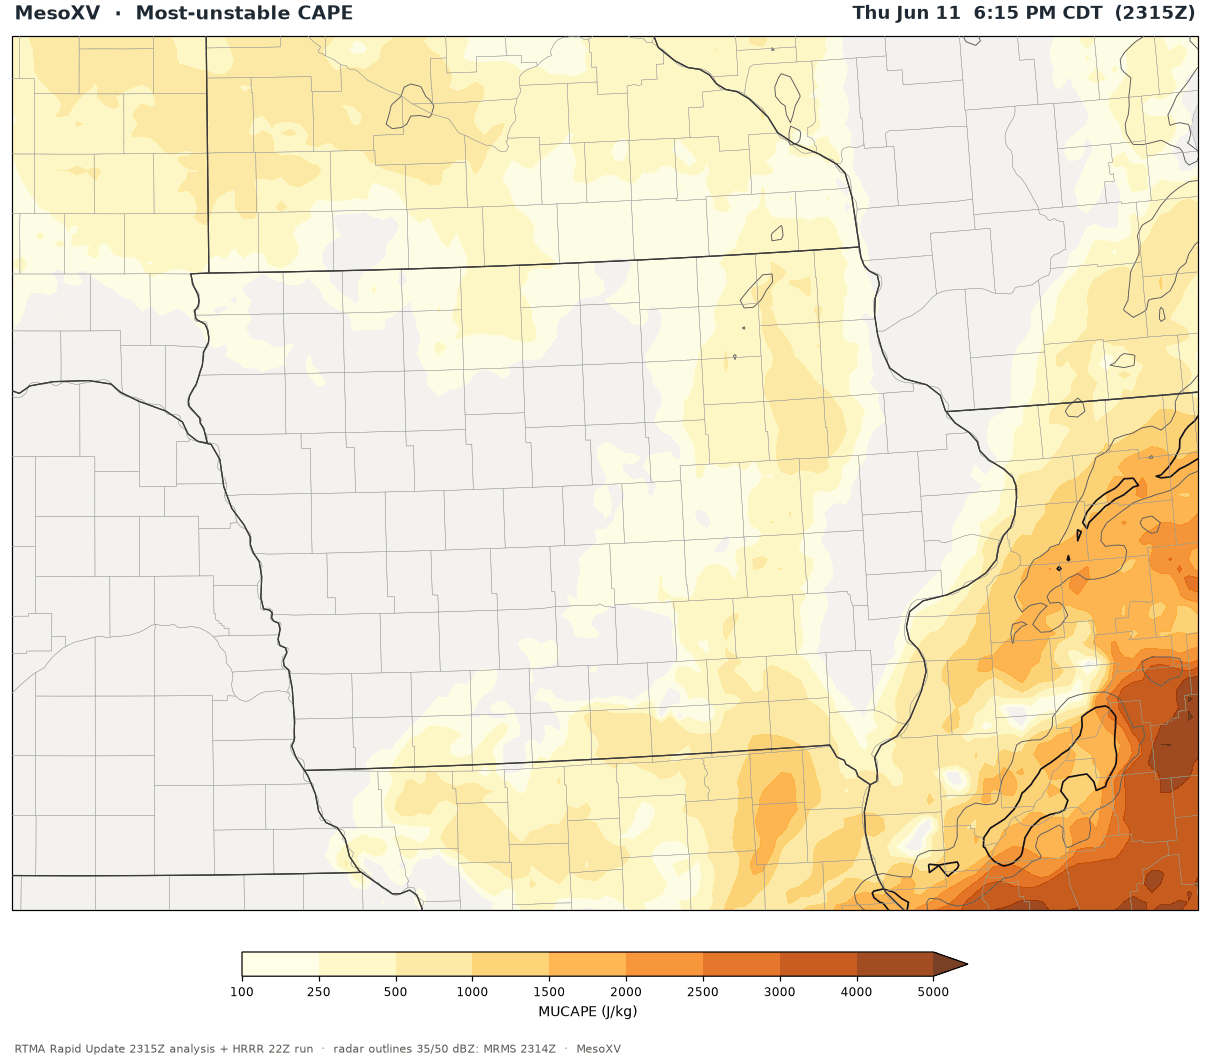 MesoXV · Most-unstable CAPE
Thu Jun 11 6:15 PM CDT (2315Z)
100 250 500 1000 1500 2000 2500 3000 4000 5000
MUCAPE (J/kg)
RTMA Rapid Update 2315Z analysis + HRRR 22Z run · radar outlines 35/50 dBZ: MRMS 2314Z · MesoXV